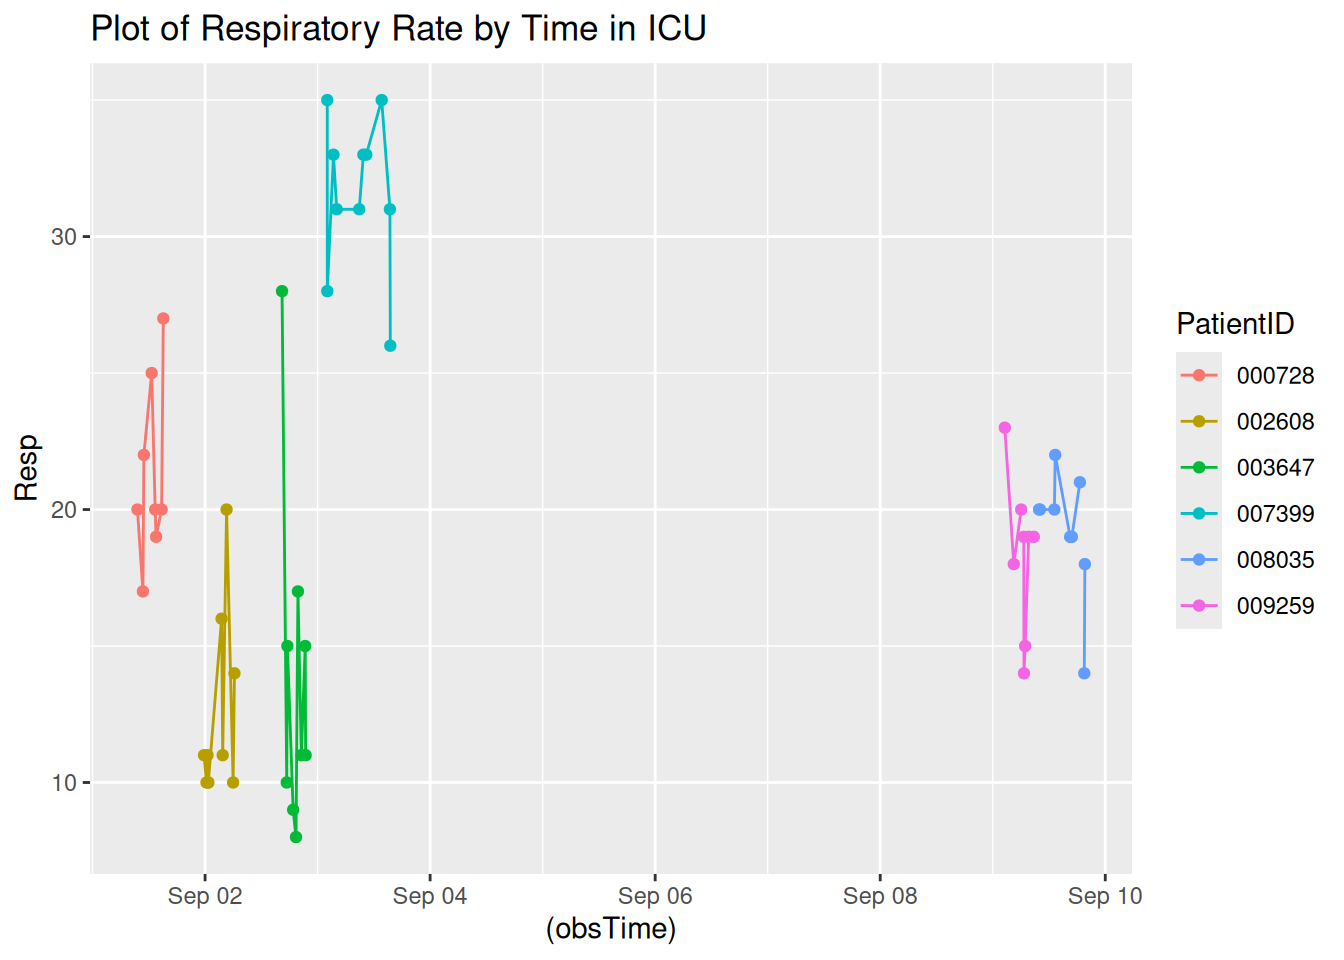 Plot of Respiratory Rate by Time in ICU
Resp
30
20
10
Sep 02
Sep 04
Sep 06
Sep 08
Sep 10
(obsTime)
PatientID
000728
002608
003647
007399
008035
009259